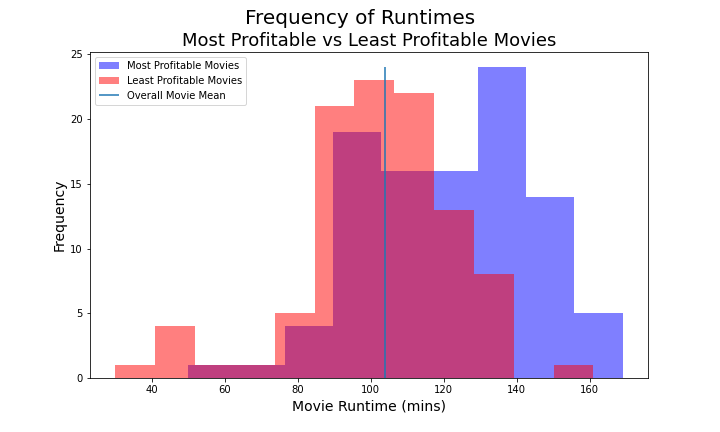 Frequency of Runtimes
Most Profitable vs Least Profitable Movies
25
20
15
10
5
0
Frequency
Most Profitable Movies
Least Profitable Movies
Overall Movie Mean
40 60 80 100 120 140 160
Movie Runtime (mins)